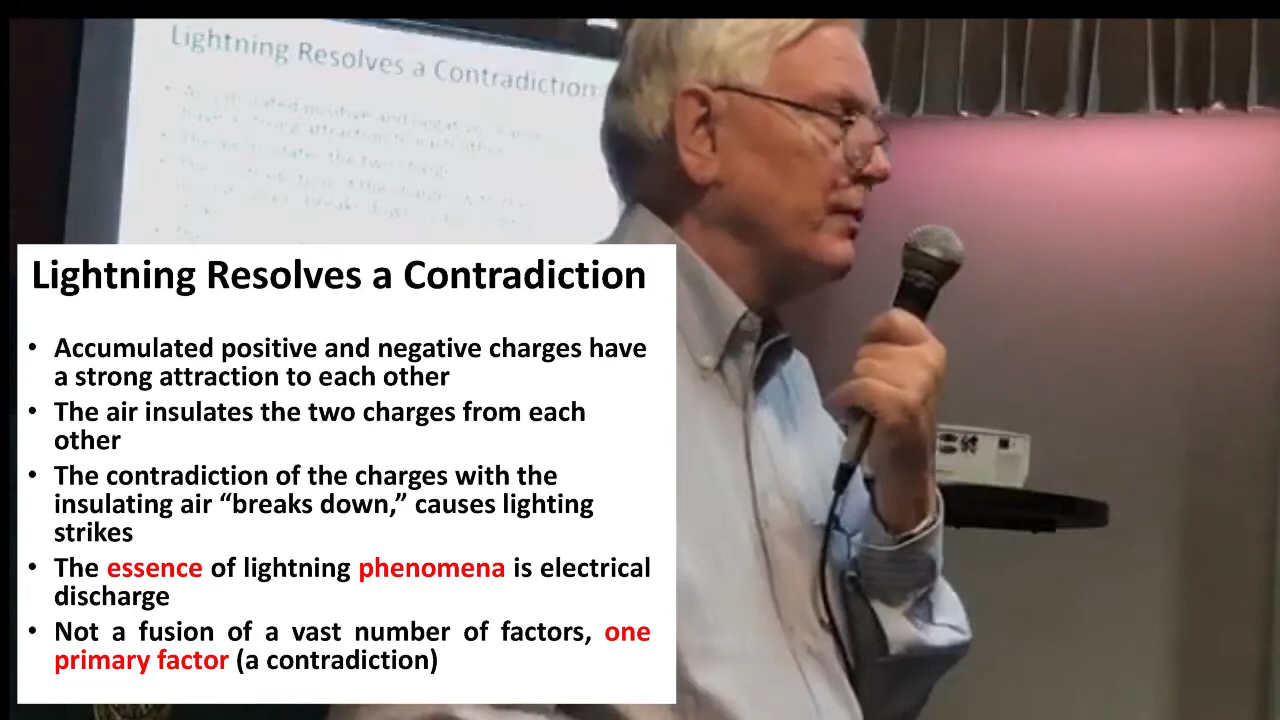 Lightning Resolves a Contradiction
Lightning Resolves a Contradiction
• Accumulated positive and negative charges have
a strong attraction to each other
• The air insulates the two charges from each
other
• The contradiction of the charges with the
insulating air “breaks down,” causes lighting
strikes
• The essence of lightning phenomena is electrical
discharge
• Not a fusion of a vast number of factors, one
primary factor (a contradiction)